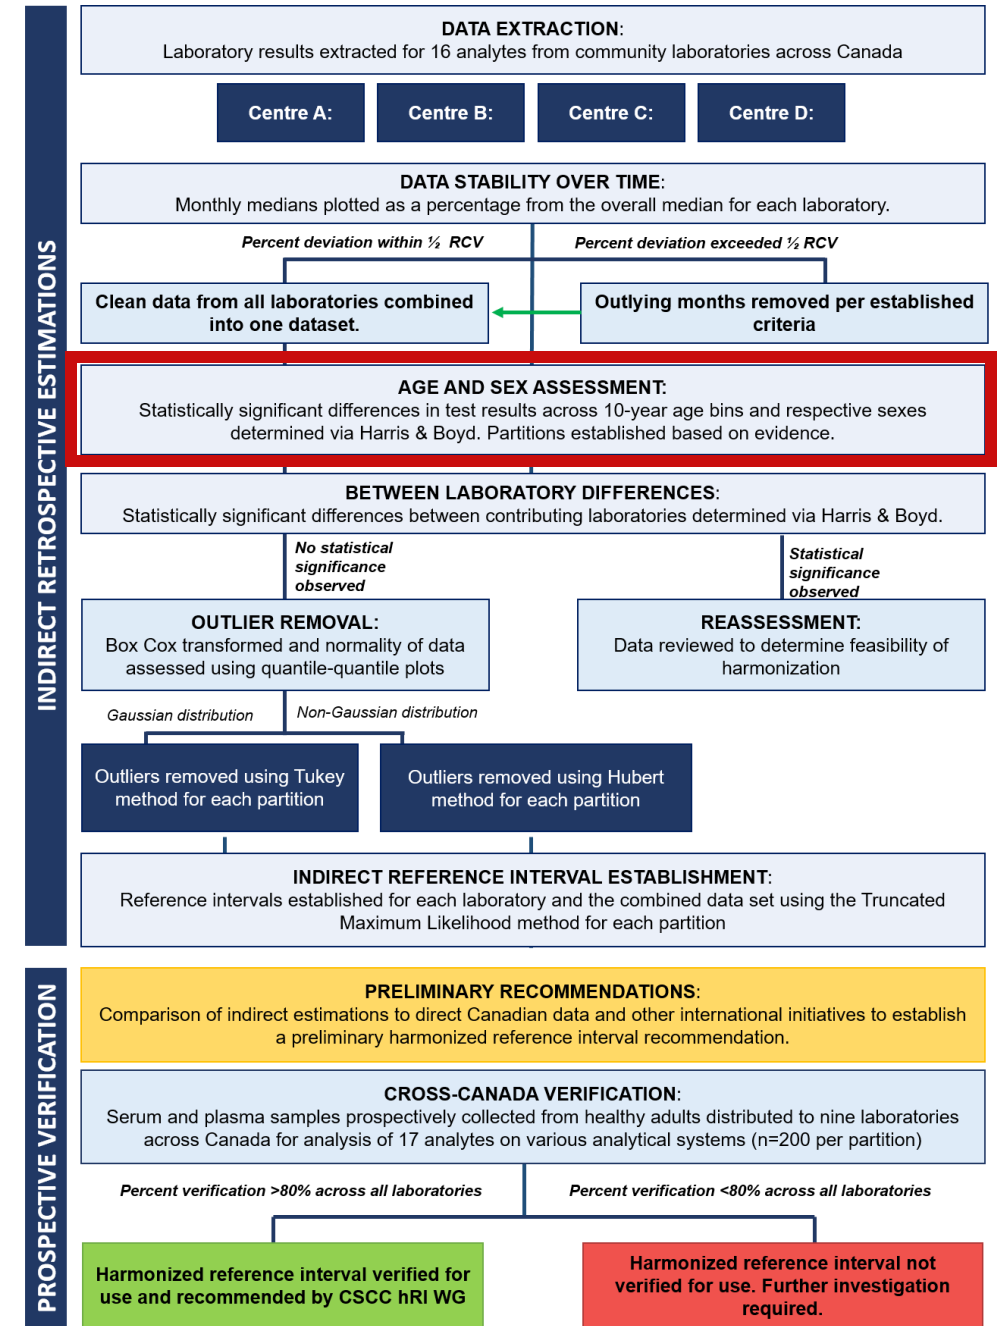 INDIRECT RETROSPECTIVE ESTIMATIONS
DATA EXTRACTION:
Laboratory results extracted for 16 analytes from community laboratories across Canada
Centre A:
Centre B:
Centre C:
Centre D:
DATA STABILITY OVER TIME:
Monthly medians plotted as a percentage from the overall median for each laboratory.
Percent deviation within ½ RCV
Percent deviation exceeded ½ RCV
Clean data from all laboratories combined
into one dataset.
Outlying months removed per established
criteria
AGE AND SEX ASSESSMENT:
Statistically significant differences in test results across 10-year age bins and respective sexes
determined via Harris & Boyd. Partitions established based on evidence.
BETWEEN LABORATORY DIFFERENCES:
Statistically significant differences between contributing laboratories determined via Harris & Boyd.
No statistical
significance
observed
Statistical
significance
observed
OUTLIER REMOVAL:
Box Cox transformed and normality of data
assessed using quantile-quantile plots
REASSESSMENT:
Data reviewed to determine feasibility of
harmonization
Gaussian distribution
Non-Gaussian distribution
Outliers removed using Tukey
method for each partition
Outliers removed using Hubert
method for each partition
INDIRECT REFERENCE INTERVAL ESTABLISHMENT:
Reference intervals established for each laboratory and the combined data set using the Truncated
Maximum Likelihood method for each partition
PROSPECTIVE VERIFICATION
PRELIMINARY RECOMMENDATIONS:
Comparison of indirect estimations to direct Canadian data and other international initiatives to establish
a preliminary harmonized reference interval recommendation.
CROSS-CANADA VERIFICATION:
Serum and plasma samples prospectively collected from healthy adults distributed to nine laboratories
across Canada for analysis of 17 analytes on various analytical systems (n=200 per partition)
Percent verification >80% across all laboratories
Percent verification <80% across all laboratories
Harmonized reference interval verified for
use and recommended by CSCC hRI WG
Harmonized reference interval not
verified for use. Further investigation
required.